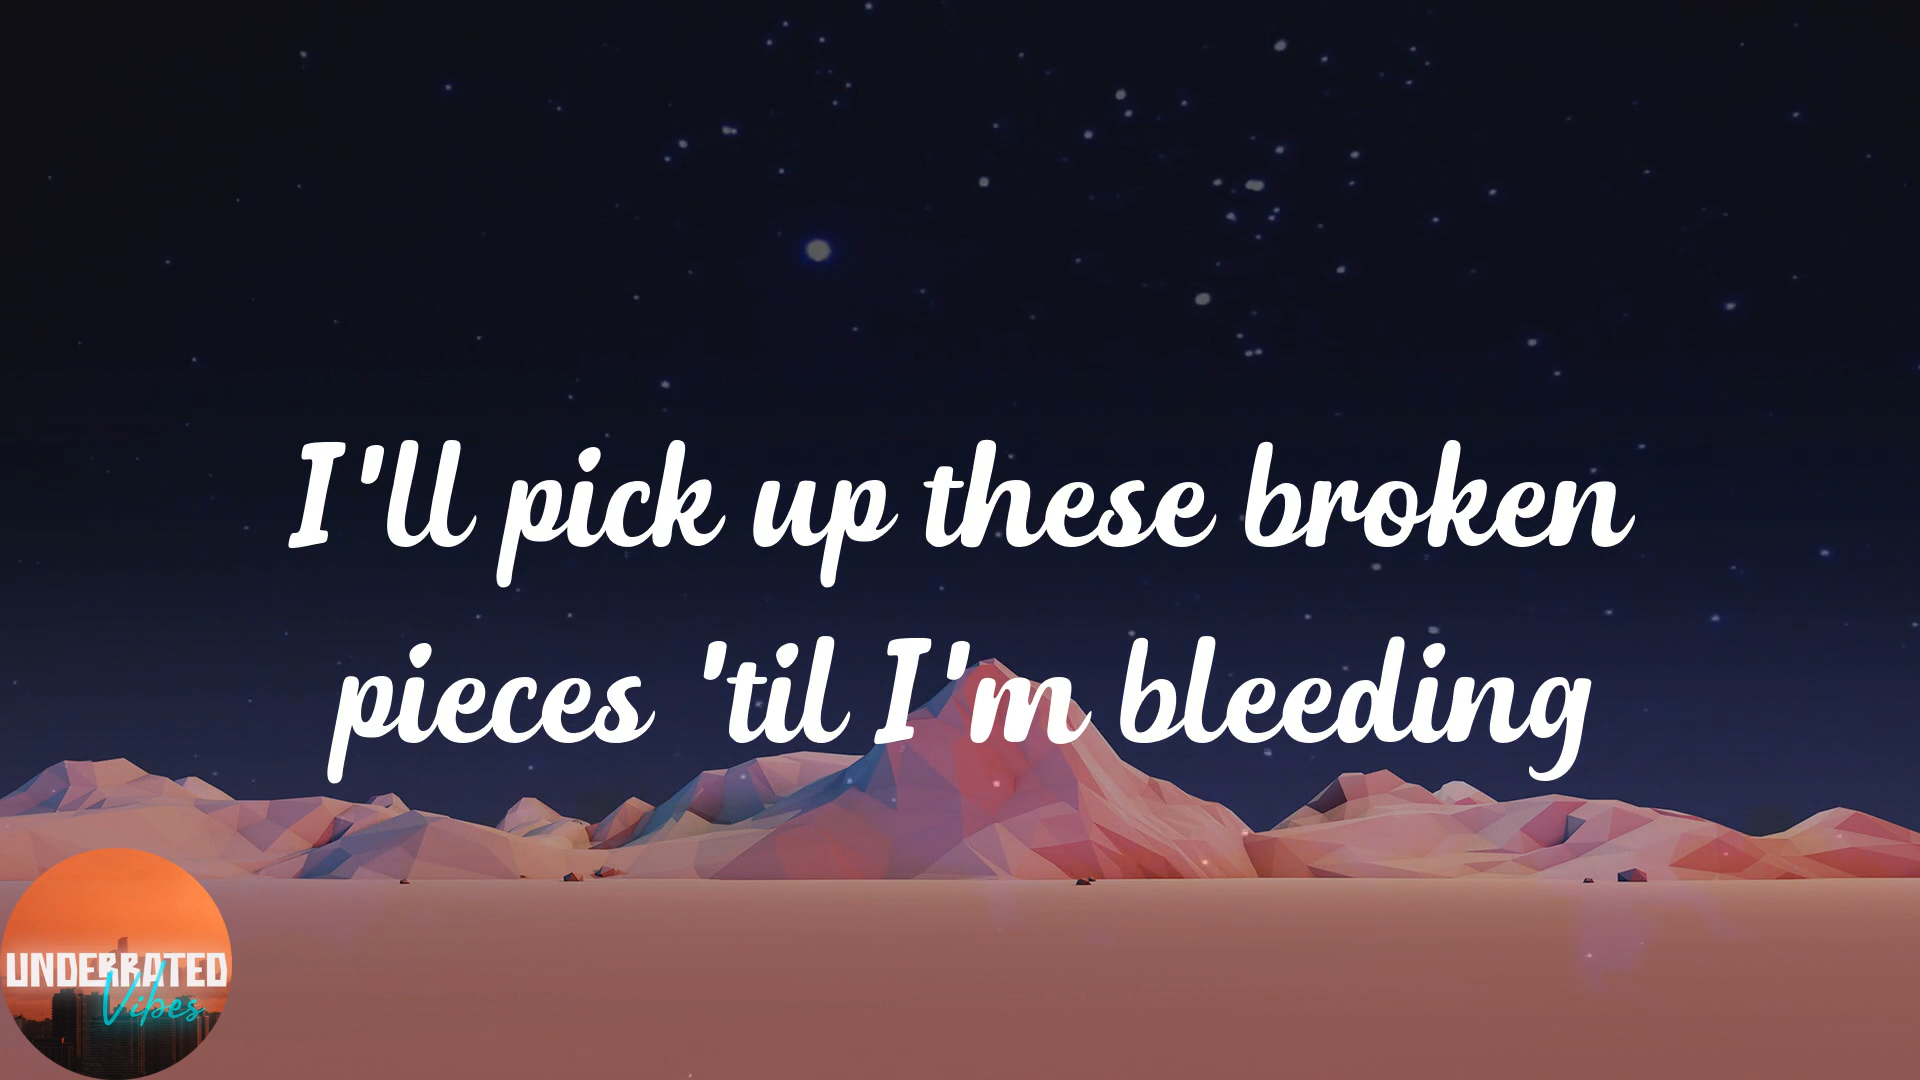 I'll pick up these broken
pieces 'til I'm bleeding
UNDERRATED
Vibes